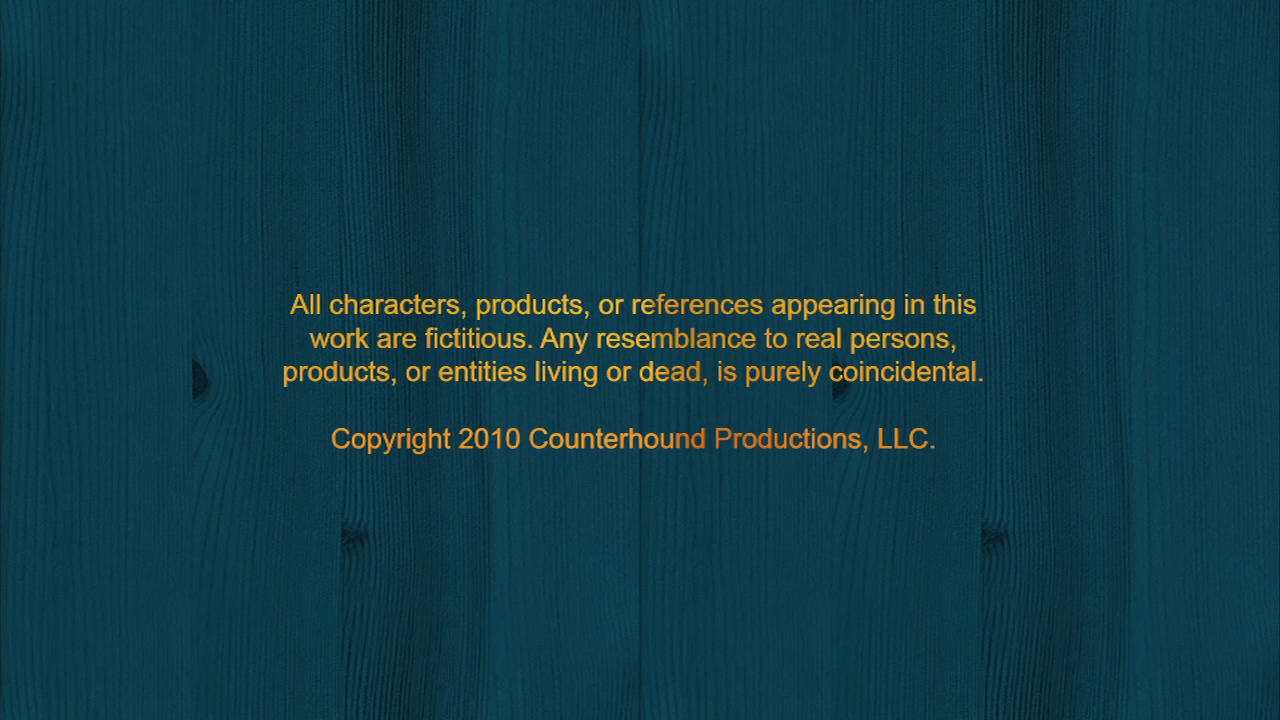 All characters, products, or references appearing in this
work are fictitious. Any resemblance to real persons,
products, or entities living or dead, is purely coincidental.
Copyright 2010 Counterhound Productions, LLC.